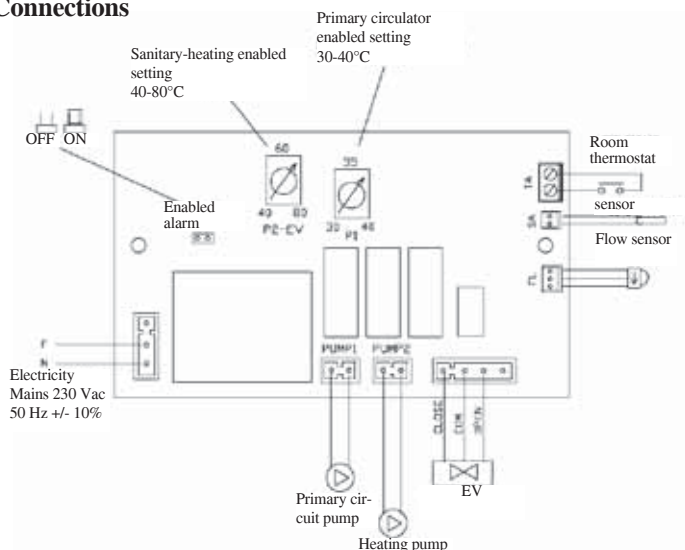 Connections
Primary circulator
enabled setting
30-40°C
Sanitary-heating enabled
setting
40-80°C
OFF ON
60
35
Room
thermostat
TA
sensor
Enabled
alarm
40 80
P2-EV
30 40
P1
SA
Flow sensor
FL
F
N
PUMP1 PUMP2
Electricity
Mains 230 Vac
50 Hz +/- 10%
CLOSE
COM
OPEN
EV
Primary cir-
cuit pump
Heating pump